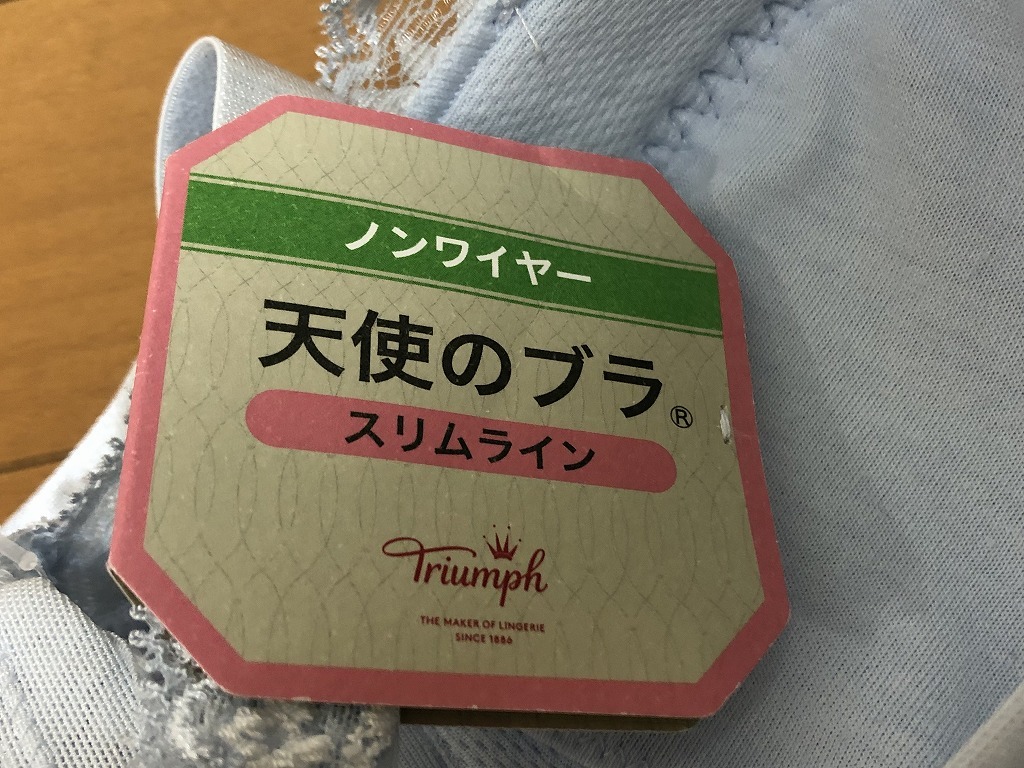 ノンワイヤー
天使のブラ®
スリムライン
Triumph
THE MAKER OF LINGERIE
SINCE 1886